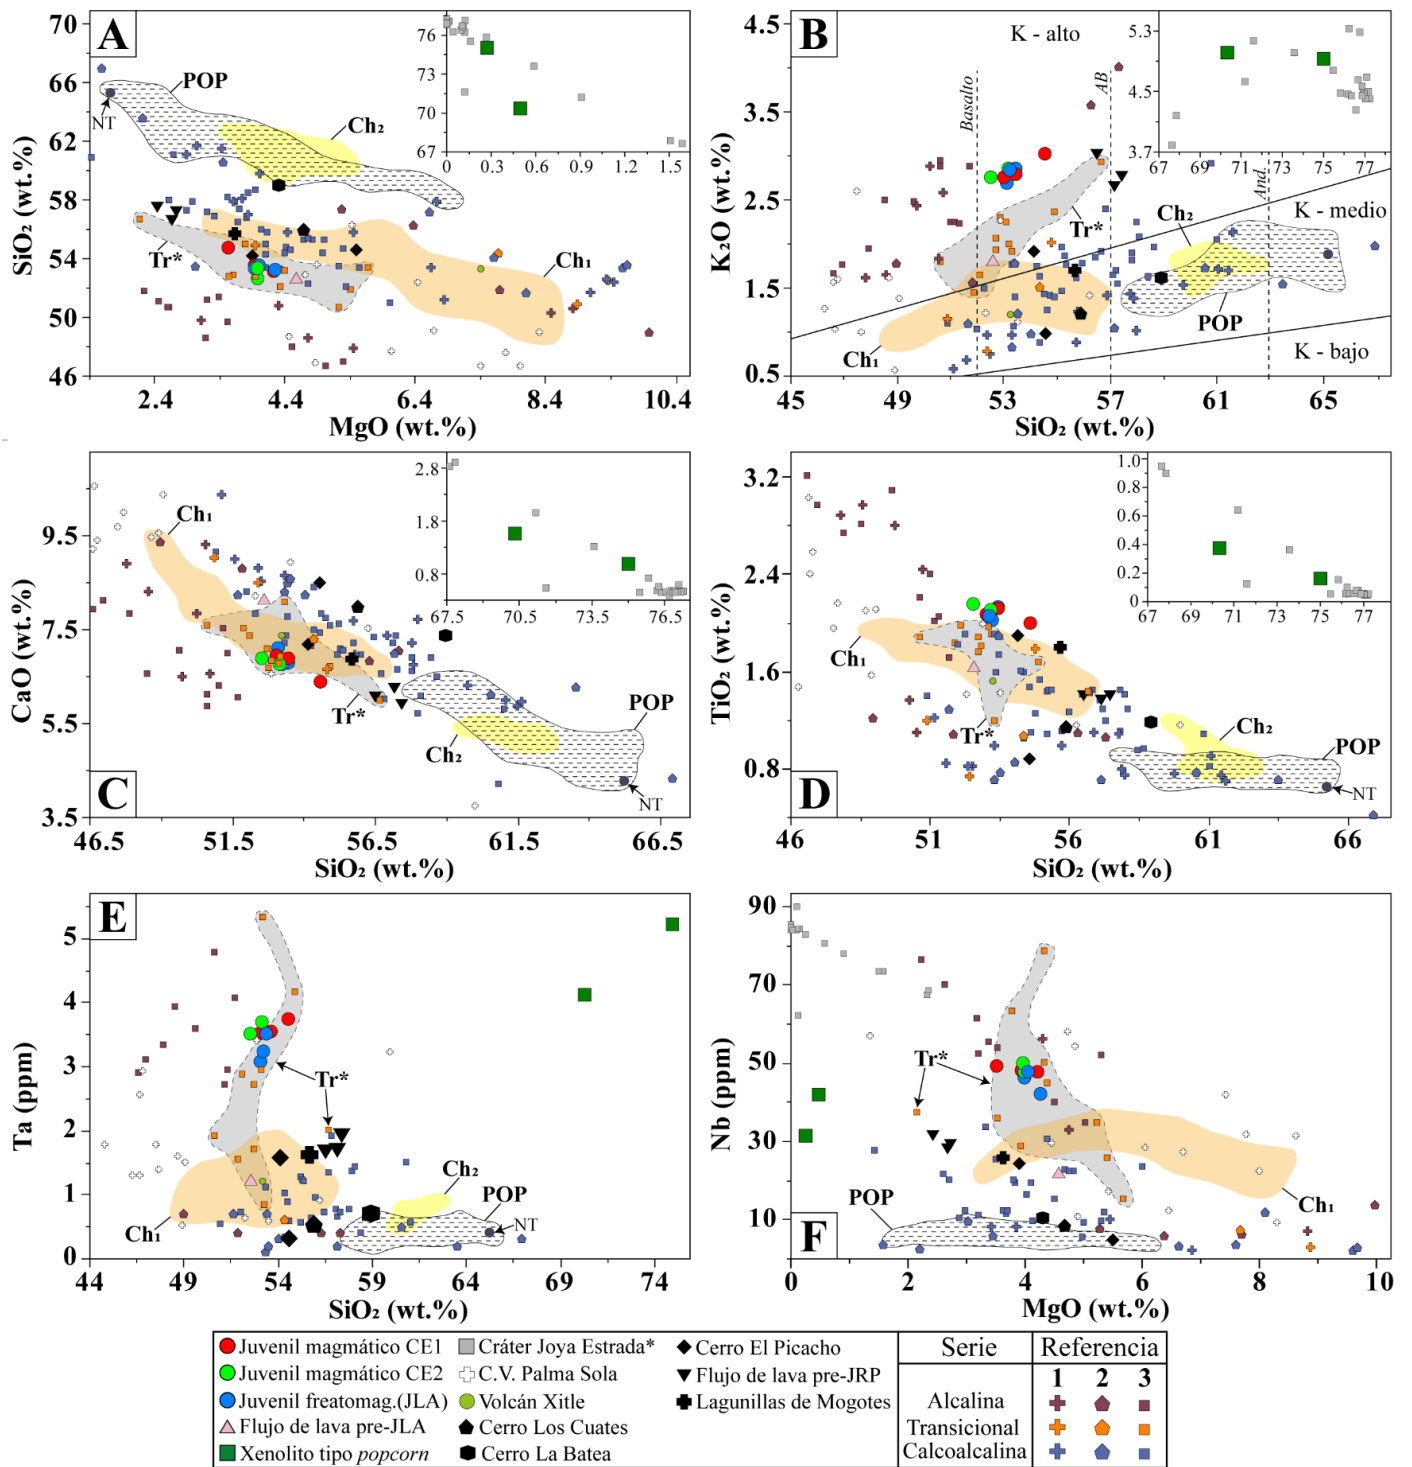 A
SiO₂ (wt.%)
70
66
62
58
54
50
46
2.4
4.4
6.4
8.4
10.4
MgO (wt.%)
POP
NT
Ch₂
Tr*
Ch₁
76
73
70
67
0
0.3
0.6
0.9
1.2
1.5
B
K₂O (wt.%)
4.5
3.5
2.5
1.5
0.5
45
49
53
57
61
65
SiO₂ (wt.%)
K - alto
Basalto
AB
And.
K - medio
K - bajo
Ch₂
Tr*
POP
Ch₁
5.3
4.5
3.7
67
70
75
77
C
CaO (wt.%)
9.5
7.5
5.5
3.5
46.5
51.5
56.5
61.5
66.5
SiO₂ (wt.%)
Ch₁
Tr*
Ch₂
POP
NT
2.8
1.8
0.8
67.5
70.5
73.5
76.5
D
TiO₂ (wt.%)
3.2
2.4
1.6
0.8
46
51
56
61
66
SiO₂ (wt.%)
Ch₁
Tr*
Ch₂
POP
NT
1.0
0.8
0.6
0.4
0.2
0
67
69
71
73
75
77
E
Ta (ppm)
5
4
3
2
1
0
44
49
54
59
64
69
74
SiO₂ (wt.%)
Tr*
Ch₂
POP
NT
Ch₁
F
Nb (ppm)
90
70
50
30
10
0
2
4
6
8
10
MgO (wt.%)
Tr*
POP
Ch₁
Juvenil magmático CE1
Juvenil magmático CE2
Juvenil freatomag.(JLA)
Flujo de lava pre-JLA
Xenolito tipo popcorn
Cráter Joya Estrada*
C.V. Palma Sola
Volcán Xitle
Cerro Los Cuates
Cerro La Batea
Cerro El Picacho
Flujo de lava pre-JRP
Lagunillas de Mogotes
Serie
Referencia
1 2 3
Alcalina
Transicional
Calcoalcalina